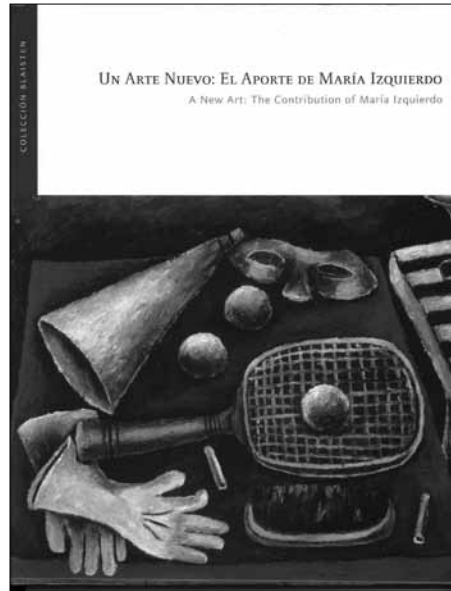 COLECCIÓN BLAISTEN
UN ARTE NUEVO: EL APORTE DE MARÍA IZQUIERDO
A New Art: The Contribution of María Izquierdo